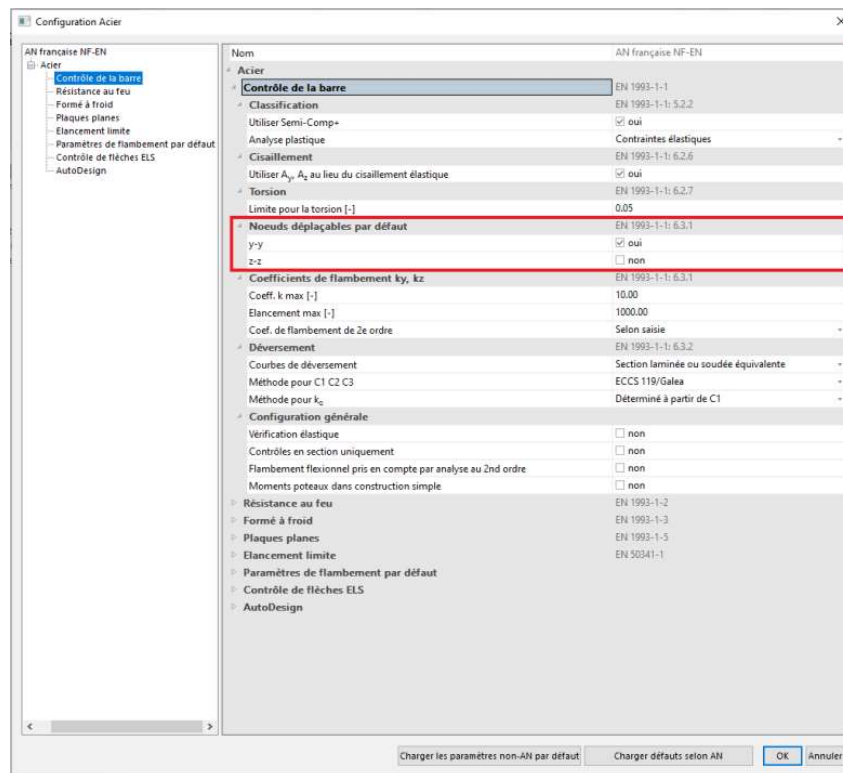 Configuration Acier
AN française NF-EN
Acier
Contrôle de la barre
Résistance au feu
Formé à froid
Plaques planes
Elancement limite
Paramètres de flambement par défaut
Contrôle de flèches ELS
AutoDesign
Nom AN française NF-EN
Acier
Contrôle de la barre EN 1993-1-1
Classification EN 1993-1-1: 5.2.2
Utiliser Semi-Comp+ oui
Analyse plastique Contraintes élastiques
Cisaillement EN 1993-1-1: 6.2.6
Utiliser Ay, Az au lieu du cisaillement élastique oui
Torsion EN 1993-1-1: 6.2.7
Limite pour la torsion [-] 0.05
Noeuds déplaçables par défaut EN 1993-1-1: 6.3.1
y-y oui
z-z non
Coefficients de flambement ky, kz EN 1993-1-1: 6.3.1
Coeff. k max [-] 10.00
Elancement max [-] 1000.00
Coef. de flambement de 2e ordre Selon saisie
Déversement EN 1993-1-1: 6.3.2
Courbes de déversement Section laminée ou soudée équivalente
Méthode pour C1 C2 C3 ECCS 119/Galea
Méthode pour kc Déterminé à partir de C1
Configuration générale
Vérification élastique non
Contrôles en section uniquement non
Flambement flexionnel pris en compte par analyse au 2nd ordre non
Moments poteaux dans construction simple non
Résistance au feu EN 1993-1-2
Formé à froid EN 1993-1-3
Plaques planes EN 1993-1-5
Elancement limite EN 50341-1
Paramètres de flambement par défaut
Contrôle de flèches ELS
AutoDesign
Charger les paramètres non-AN par défaut Charger défauts selon AN OK Annuler